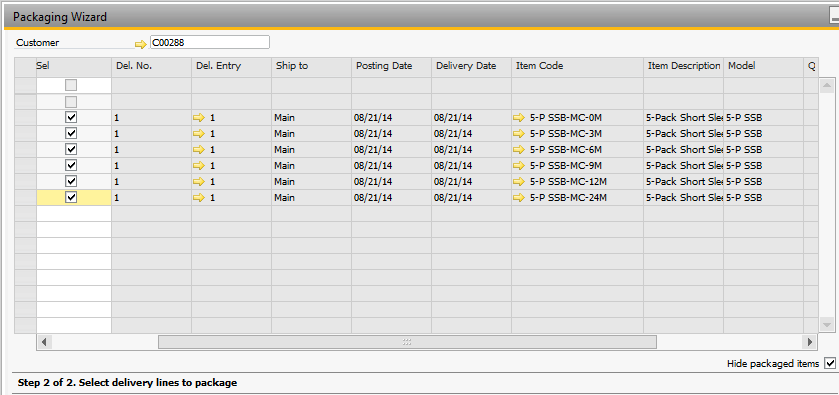 Packaging Wizard
Customer C00288
Sel Del. No. Del. Entry Ship to Posting Date Delivery Date Item Code Item Description Model Q
1 1 Main 08/21/14 08/21/14 5-P SSB-MC-0M 5-Pack Short Slee 5-P SSB
1 1 Main 08/21/14 08/21/14 5-P SSB-MC-3M 5-Pack Short Slee 5-P SSB
1 1 Main 08/21/14 08/21/14 5-P SSB-MC-6M 5-Pack Short Slee 5-P SSB
1 1 Main 08/21/14 08/21/14 5-P SSB-MC-9M 5-Pack Short Slee 5-P SSB
1 1 Main 08/21/14 08/21/14 5-P SSB-MC-12M 5-Pack Short Slee 5-P SSB
1 1 Main 08/21/14 08/21/14 5-P SSB-MC-24M 5-Pack Short Slee 5-P SSB
Hide packaged items
Step 2 of 2. Select delivery lines to package